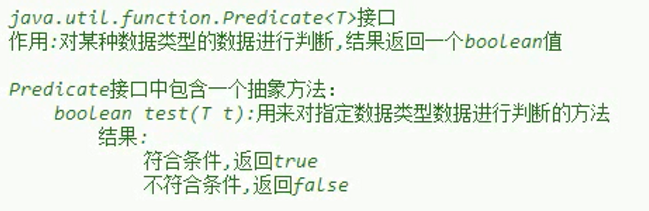 java.util.function.Predicate<T>接口
作用:对某种数据类型的数据进行判断,结果返回一个boolean值
Predicate接口中包含一个抽象方法:
boolean test(T t):用来对指定数据类型数据进行判断的方法
结果:
符合条件,返回true
不符合条件,返回false